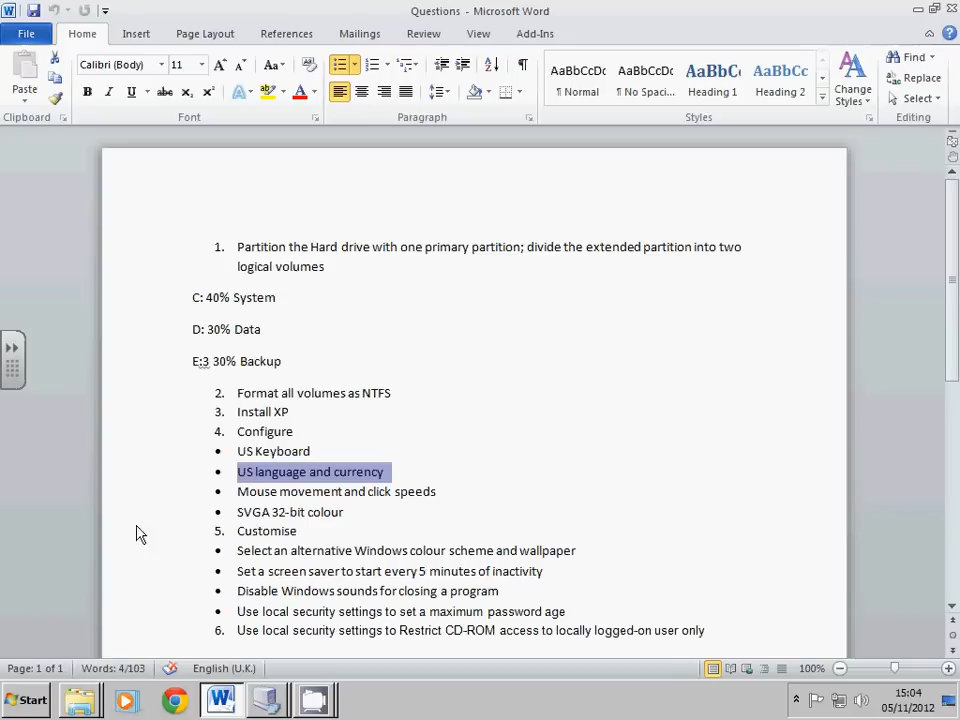 Questions - Microsoft Word
File Home Insert Page Layout References Mailings Review View Add-Ins
Calibri (Body) 11 Aa AaBbCcDc AaBbCcDc AaBbCc AaBbCc Find
Replace
Paste B I U abc x₂ x² A ab A ¶ Normal ¶ No Spaci... Heading 1 Heading 2 Change Styles Select
Clipboard Font Paragraph Styles Editing
1. Partition the Hard drive with one primary partition; divide the extended partition into two
logical volumes
C: 40% System
D: 30% Data
E:3 30% Backup
2. Format all volumes as NTFS
3. Install XP
4. Configure
• US Keyboard
• US language and currency
• Mouse movement and click speeds
• SVGA 32-bit colour
5. Customise
• Select an alternative Windows colour scheme and wallpaper
• Set a screen saver to start every 5 minutes of inactivity
• Disable Windows sounds for closing a program
• Use local security settings to set a maximum password age
6. Use local security settings to Restrict CD-ROM access to locally logged-on user only
Page: 1 of 1 Words: 4/103 English (U.K.) 100%
Start 15:04
05/11/2012